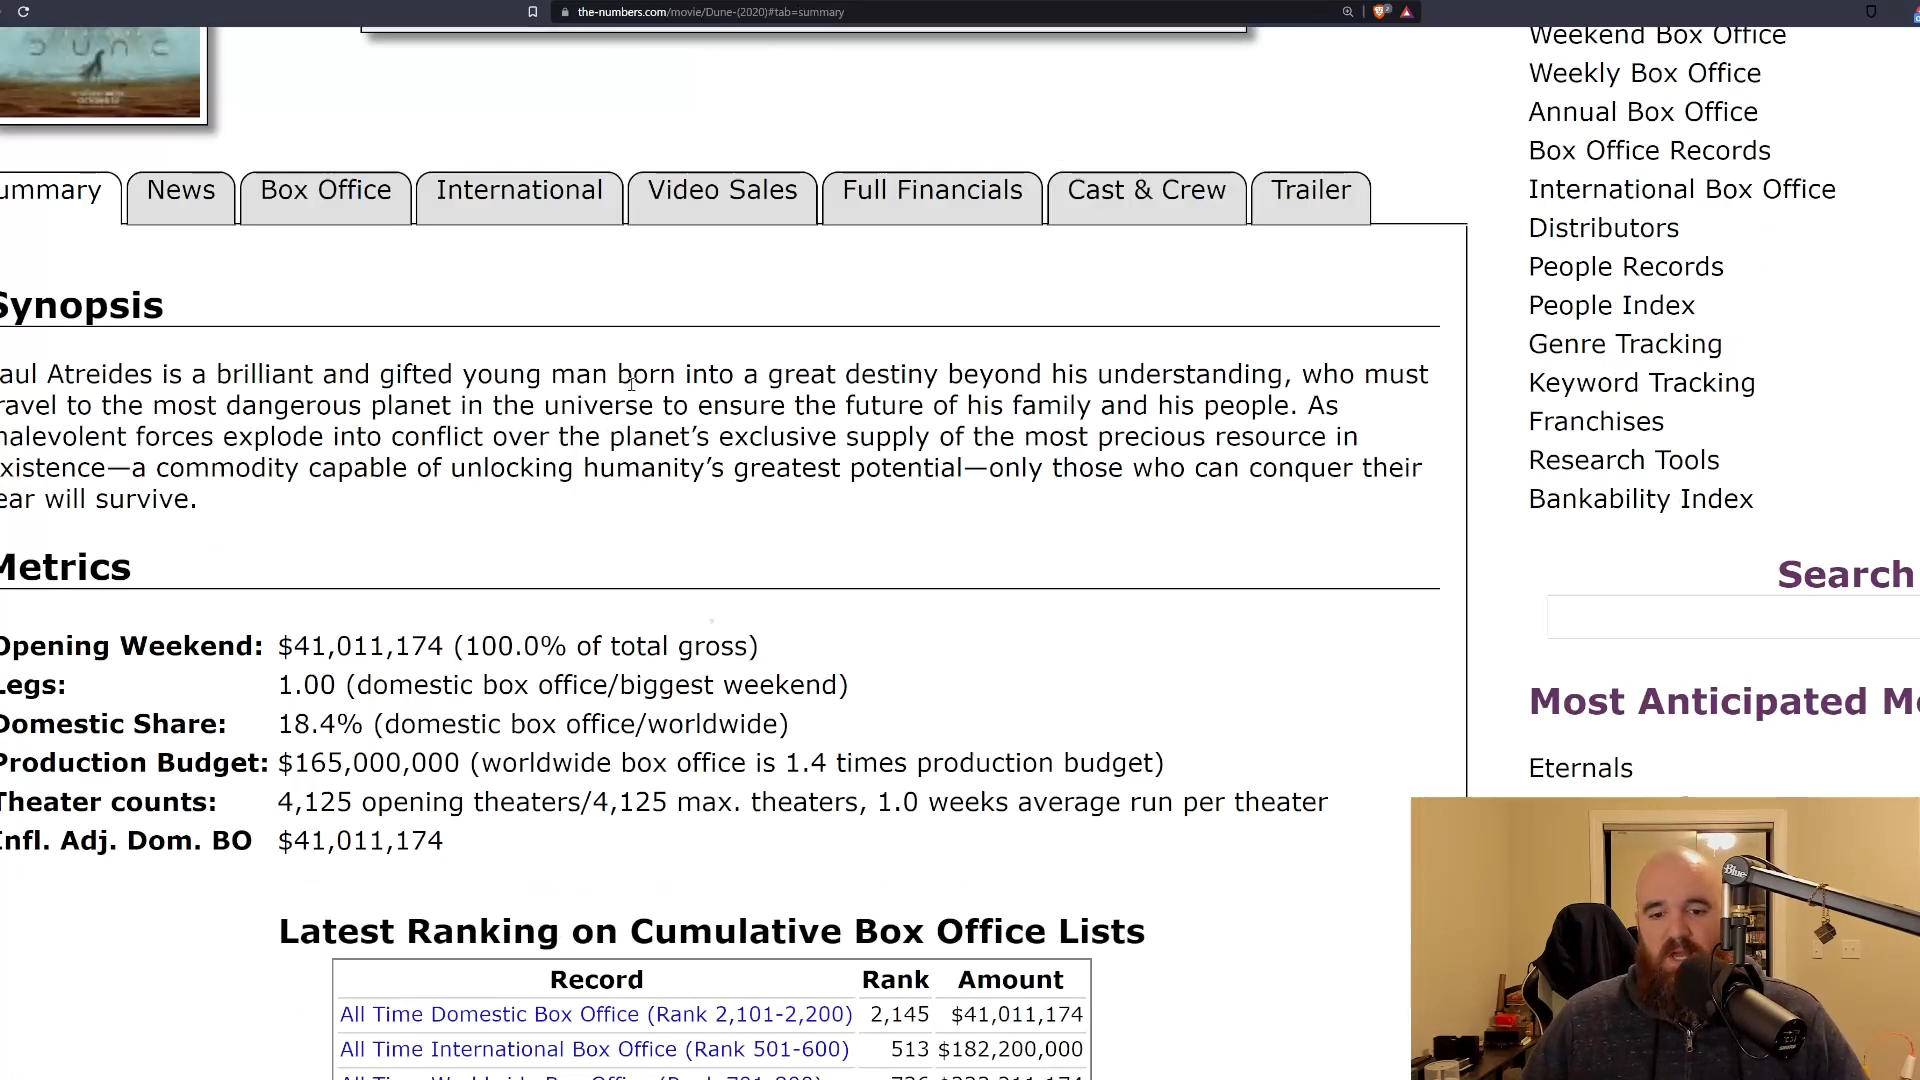 the-numbers.com/movie/Dune-(2020)#tab=summary
DUNC
Weekend Box Office
Weekly Box Office
Annual Box Office
Box Office Records
International Box Office
Distributors
People Records
People Index
Genre Tracking
Keyword Tracking
Franchises
Research Tools
Bankability Index
ummary News Box Office International Video Sales Full Financials Cast & Crew Trailer
Synopsis
aul Atreides is a brilliant and gifted young man born into a great destiny beyond his understanding, who must
ravel to the most dangerous planet in the universe to ensure the future of his family and his people. As
malevolent forces explode into conflict over the planet’s exclusive supply of the most precious resource in
xistence—a commodity capable of unlocking humanity’s greatest potential—only those who can conquer their
ear will survive.
Metrics
Opening Weekend: $41,011,174 (100.0% of total gross)
Legs: 1.00 (domestic box office/biggest weekend)
Domestic Share: 18.4% (domestic box office/worldwide)
Production Budget: $165,000,000 (worldwide box office is 1.4 times production budget)
Theater counts: 4,125 opening theaters/4,125 max. theaters, 1.0 weeks average run per theater
Infl. Adj. Dom. BO $41,011,174
Latest Ranking on Cumulative Box Office Lists
Record Rank Amount
All Time Domestic Box Office (Rank 2,101-2,200) 2,145 $41,011,174
All Time International Box Office (Rank 501-600) 513 $182,200,000
Search
Most Anticipated M
Eternals
Blue